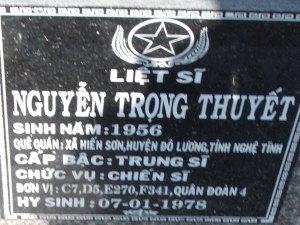 LIỆT SĨ
NGUYỄN TRỌNG THUYẾT
SINH NĂM: 1956
QUÊ QUÁN: XÃ HIẾN SƠN, HUYỆN ĐÔ LƯƠNG, TỈNH NGHỆ TĨNH
CẤP BẬC: TRUNG SĨ
CHỨC VỤ: CHIẾN SĨ
ĐƠN VỊ: C7, D5, E270, F341, QUÂN ĐOÀN 4
HY SINH: 07-01-1978